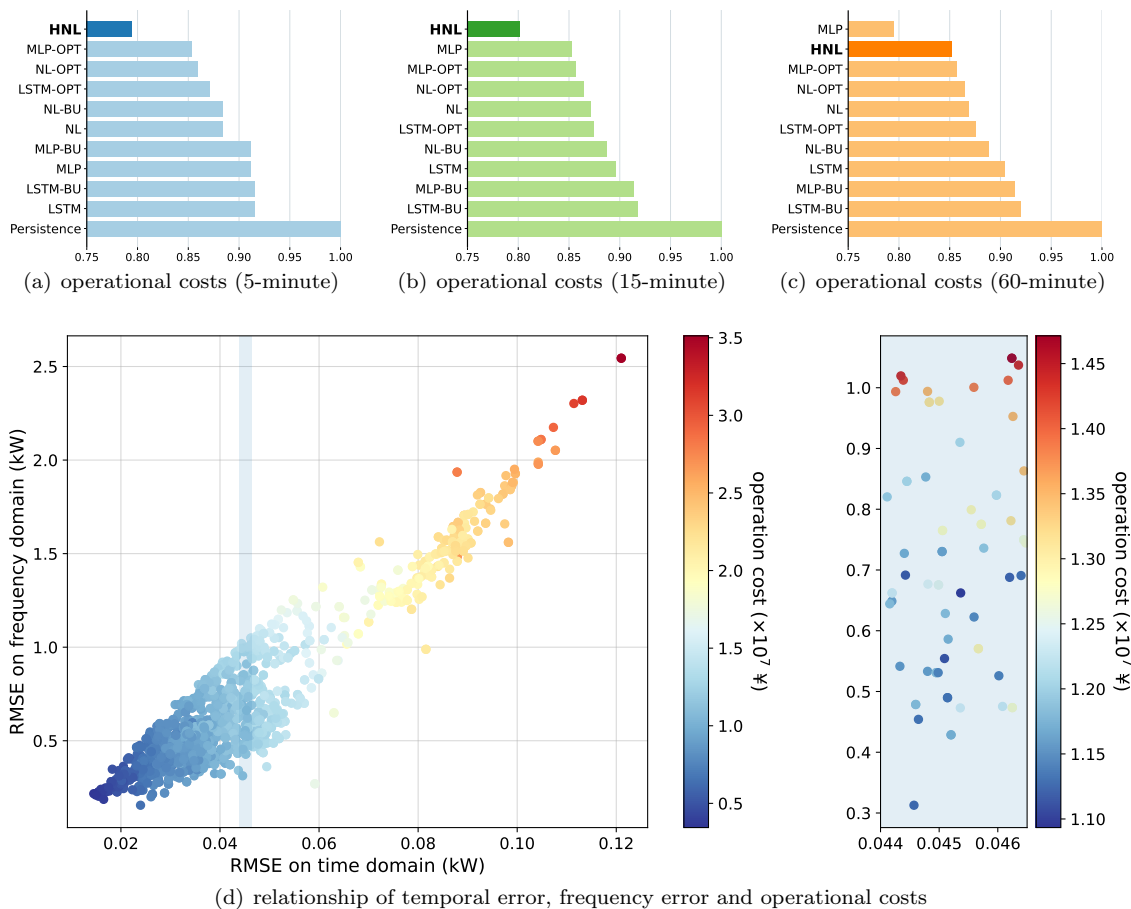 HNL
MLP-OPT
NL-OPT
LSTM-OPT
NL-BU
NL
MLP-BU
MLP
LSTM-BU
LSTM
Persistence
0.75 0.80 0.85 0.90 0.95 1.00
(a) operational costs (5-minute)
HNL
MLP
MLP-OPT
NL-OPT
NL
LSTM-OPT
NL-BU
LSTM
MLP-BU
LSTM-BU
Persistence
0.75 0.80 0.85 0.90 0.95 1.00
(b) operational costs (15-minute)
MLP
HNL
MLP-OPT
NL-OPT
NL
LSTM-OPT
NL-BU
LSTM
MLP-BU
LSTM-BU
Persistence
0.75 0.80 0.85 0.90 0.95 1.00
(c) operational costs (60-minute)
RMSE on frequency domain (kW)
2.5
2.0
1.5
1.0
0.5
0.02 0.04 0.06 0.08 0.10 0.12
RMSE on time domain (kW)
3.5
3.0
2.5
2.0
1.5
1.0
0.5
operation cost (×10⁷ ¥)
1.0
0.9
0.8
0.7
0.6
0.5
0.4
0.3
0.044 0.045 0.046
1.45
1.40
1.35
1.30
1.25
1.20
1.15
1.10
operation cost (×10⁷ ¥)
(d) relationship of temporal error, frequency error and operational costs